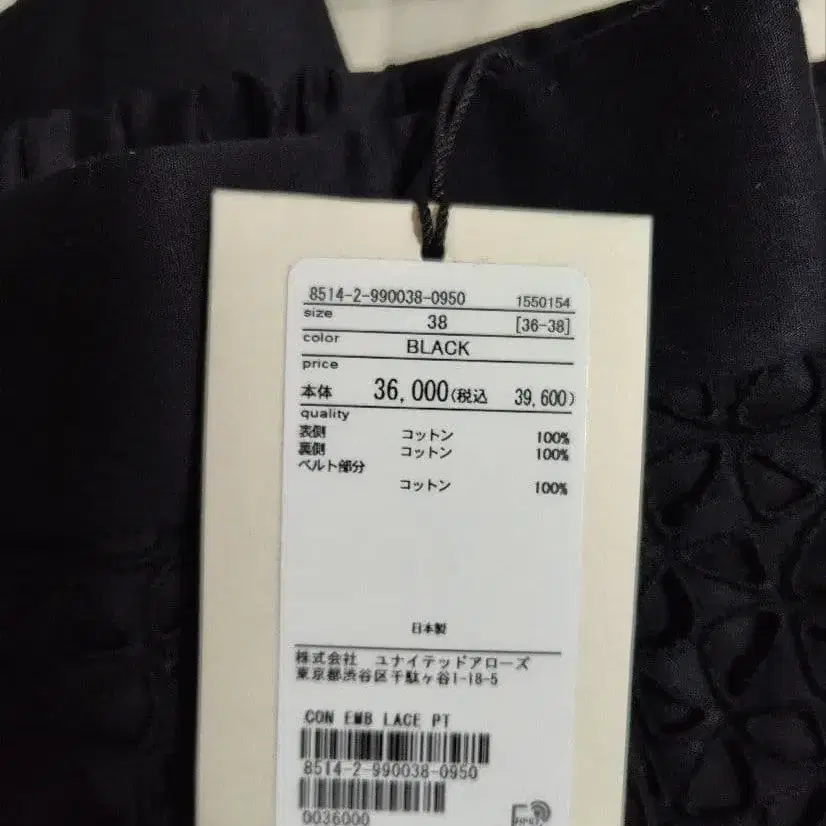 8514-2-990038-0950 1550154
size 38 [36-38]
color BLACK
price
本体 36,000(税込 39,600)
quality
表側 コットン 100%
裏側 コットン 100%
ベルト部分
コットン 100%
日本製
株式会社 ユナイテッドアローズ
東京都渋谷区千駄ヶ谷1-18-5
CON EMB LACE PT
8514-2-990038-0950
0036000